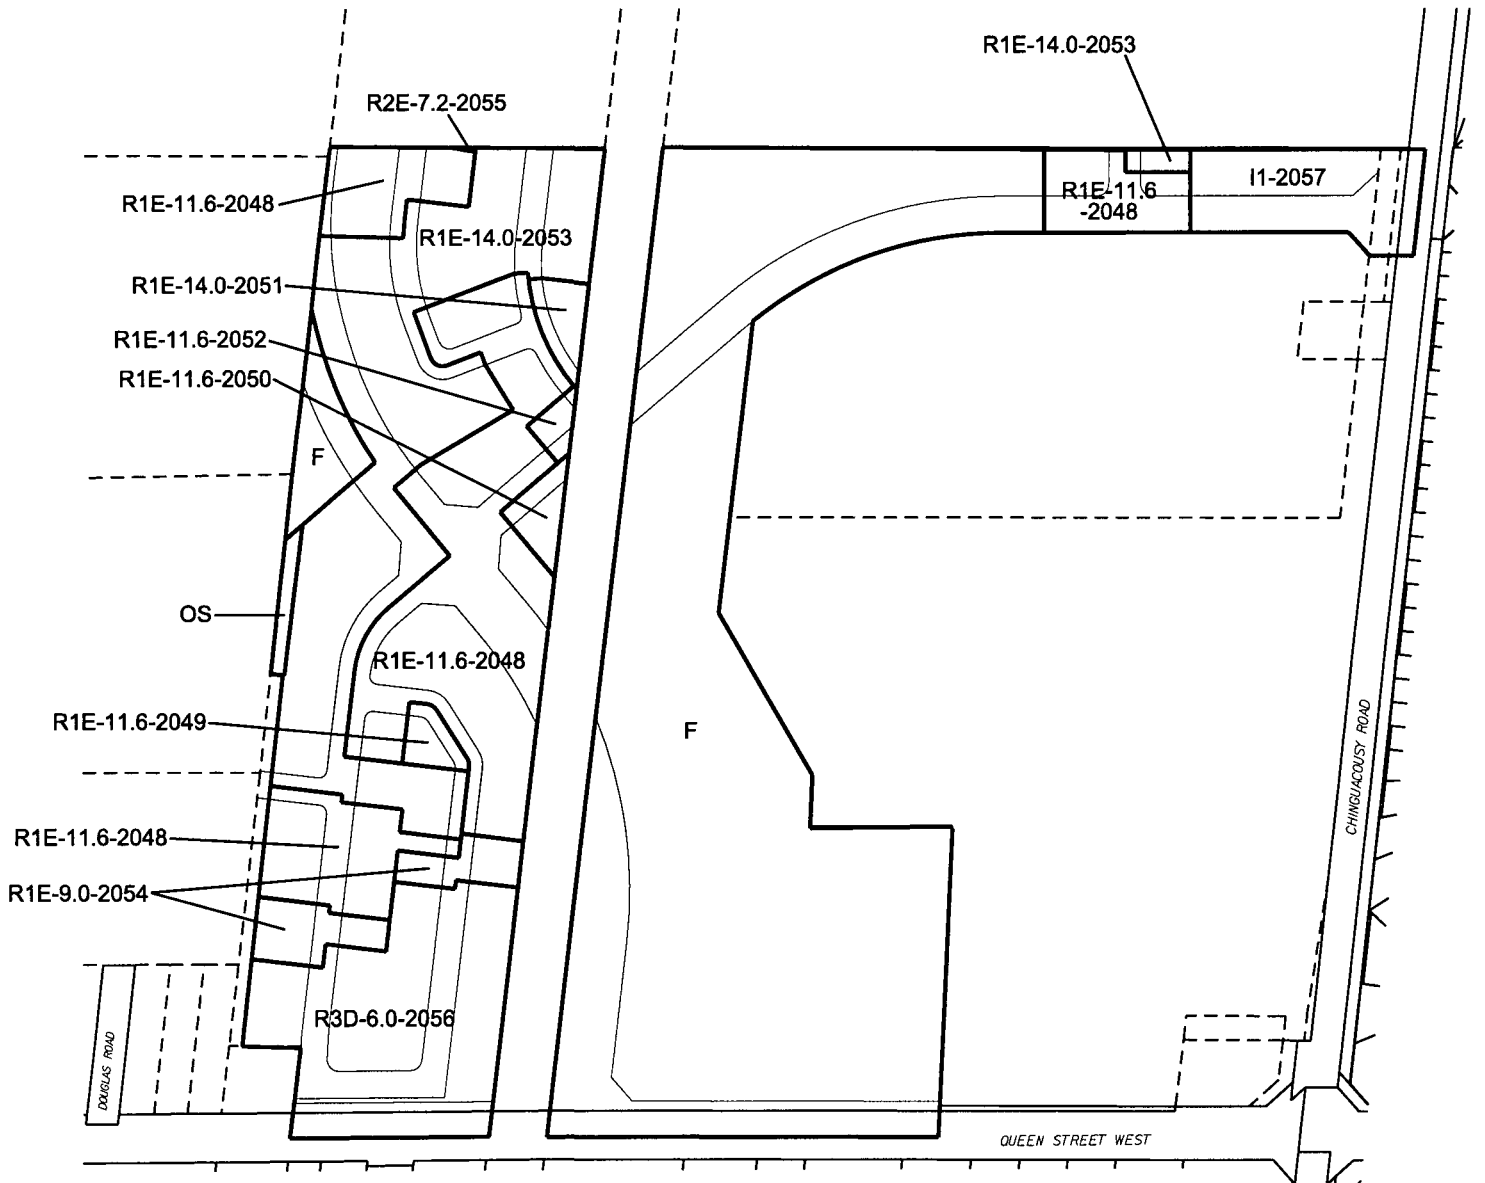 R1E-14.0-2053
R2E-7.2-2055
I1-2057
R1E-11.6
-2048
R1E-11.6-2048
R1E-14.0-2053
R1E-14.0-2051
R1E-11.6-2052
R1E-11.6-2050
F
OS
R1E-11.6-2048
R1E-11.6-2049
F
CHINGUACOUSY ROAD
R1E-11.6-2048
R1E-9.0-2054
R3D-6.0-2056
DOUGLAS ROAD
QUEEN STREET WEST